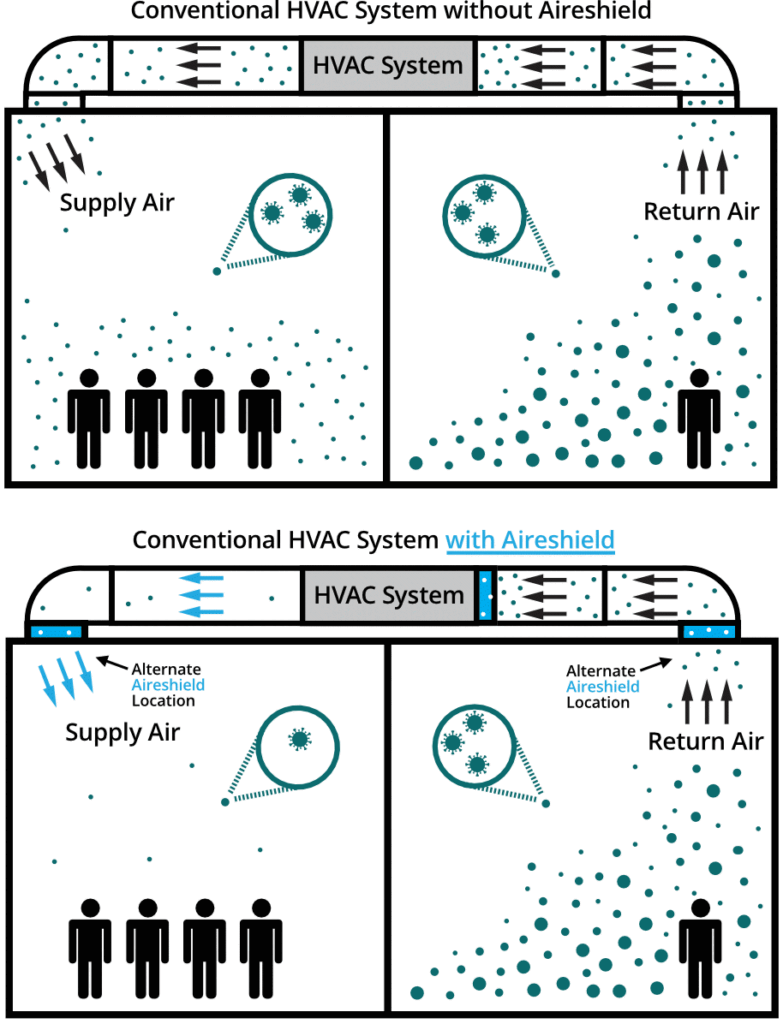 Conventional HVAC System without Aireshield
HVAC System
Supply Air
Return Air
Conventional HVAC System with Aireshield
HVAC System
Alternate
Aireshield
Location
Supply Air
Alternate
Aireshield
Location
Return Air